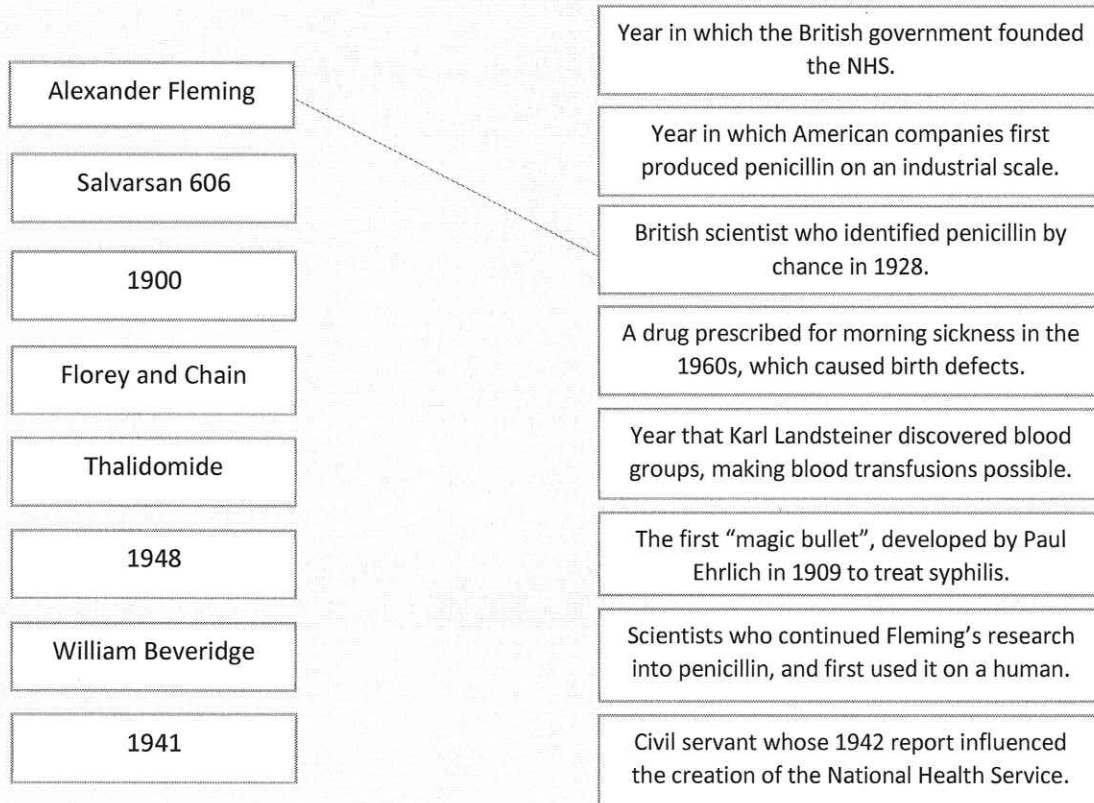 Alexander Fleming
Salvarsan 606
1900
Florey and Chain
Thalidomide
1948
William Beveridge
1941
Year in which the British government founded
the NHS.
Year in which American companies first
produced penicillin on an industrial scale.
British scientist who identified penicillin by
chance in 1928.
A drug prescribed for morning sickness in the
1960s, which caused birth defects.
Year that Karl Landsteiner discovered blood
groups, making blood transfusions possible.
The first “magic bullet”, developed by Paul
Ehrlich in 1909 to treat syphilis.
Scientists who continued Fleming’s research
into penicillin, and first used it on a human.
Civil servant whose 1942 report influenced
the creation of the National Health Service.